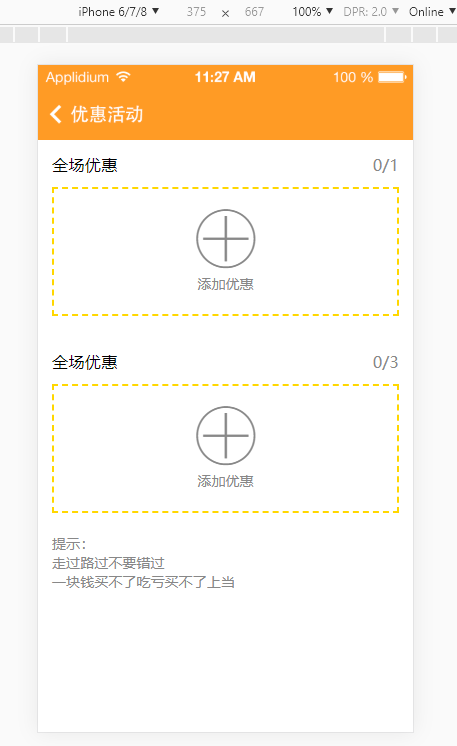 iPhone 6/7/8 ▼ 375 × 667 100% ▼ DPR: 2.0 ▼ Online ▼
Applidium 11:27 AM 100 %
优惠活动
全场优惠 0/1
添加优惠
全场优惠 0/3
添加优惠
提示：
走过路过不要错过
一块钱买不了吃亏买不了上当